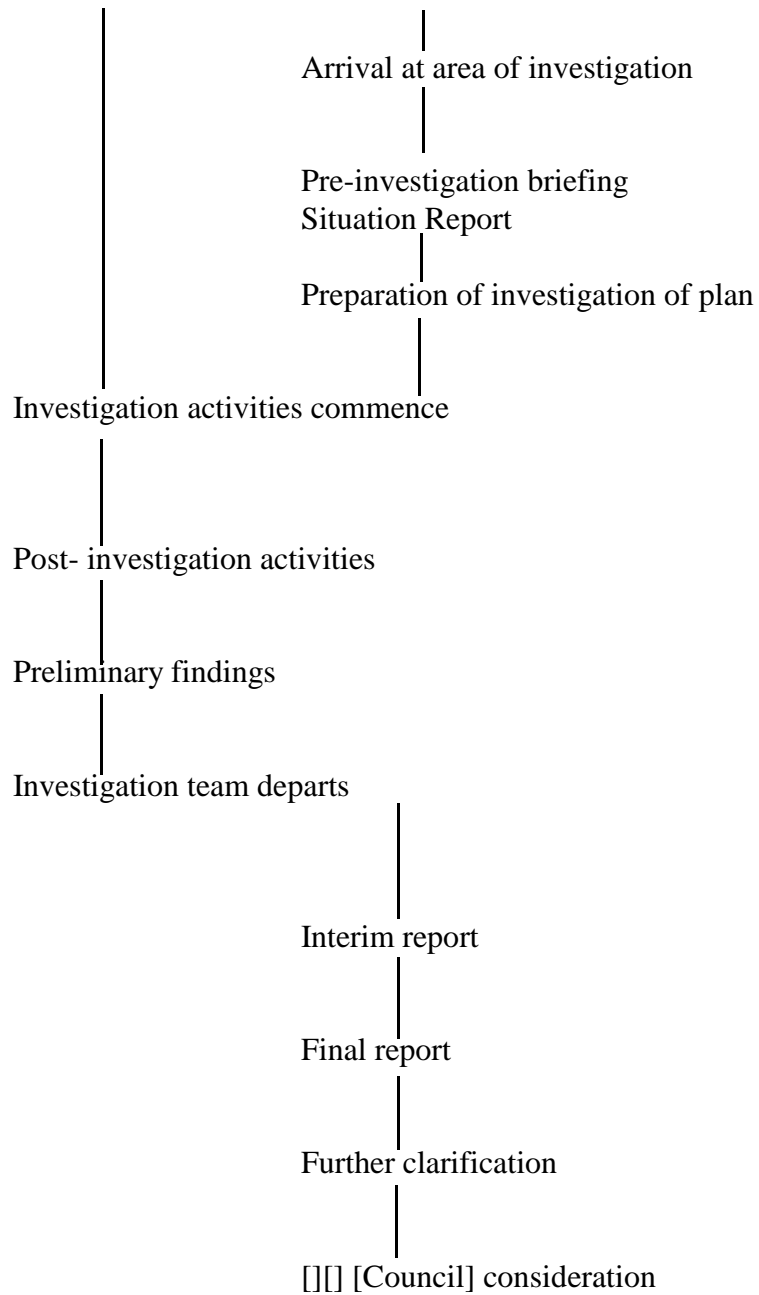 Arrival at area of investigation
Pre-investigation briefing
Situation Report
Preparation of investigation of plan
Investigation activities commence
Post- investigation activities
Preliminary findings
Investigation team departs
Interim report
Final report
Further clarification
[][] [Council] consideration